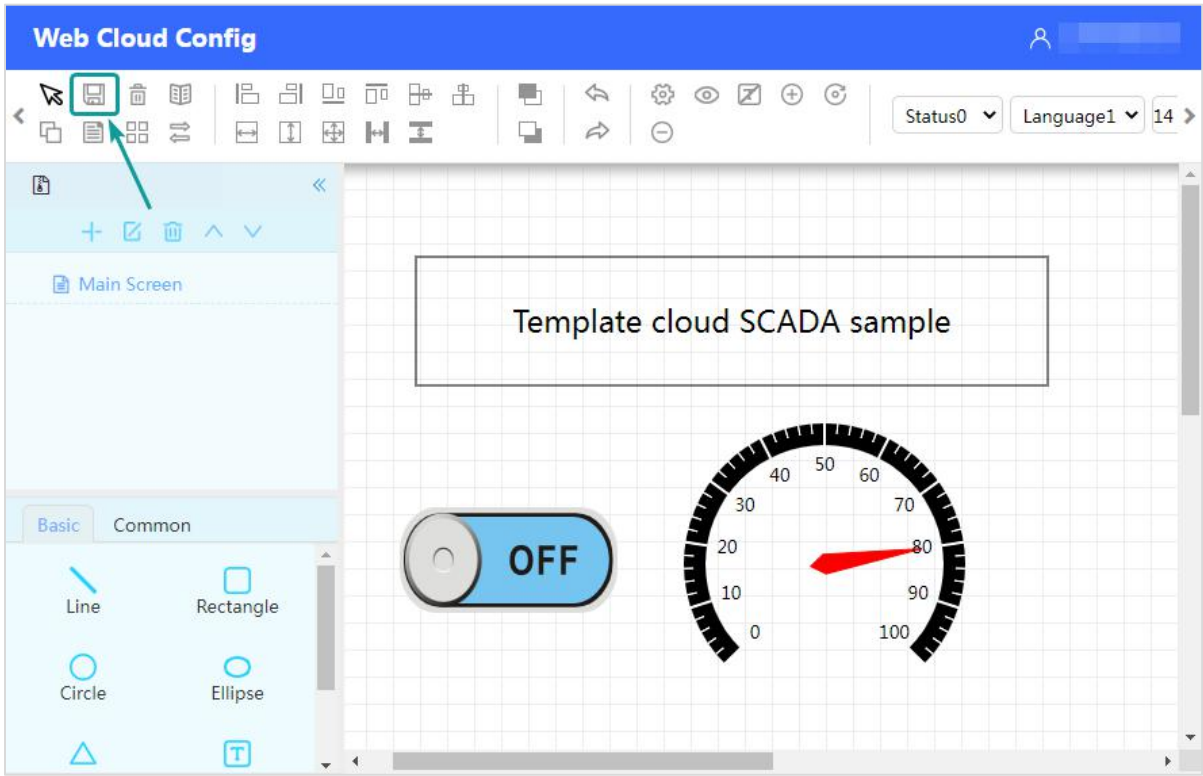 Web Cloud Config
Status0 Language1 14
Main Screen
Template cloud SCADA sample
Basic Common
Line Rectangle
Circle Ellipse
T
OFF
0
10
20
30
40
50
60
70
80
90
100